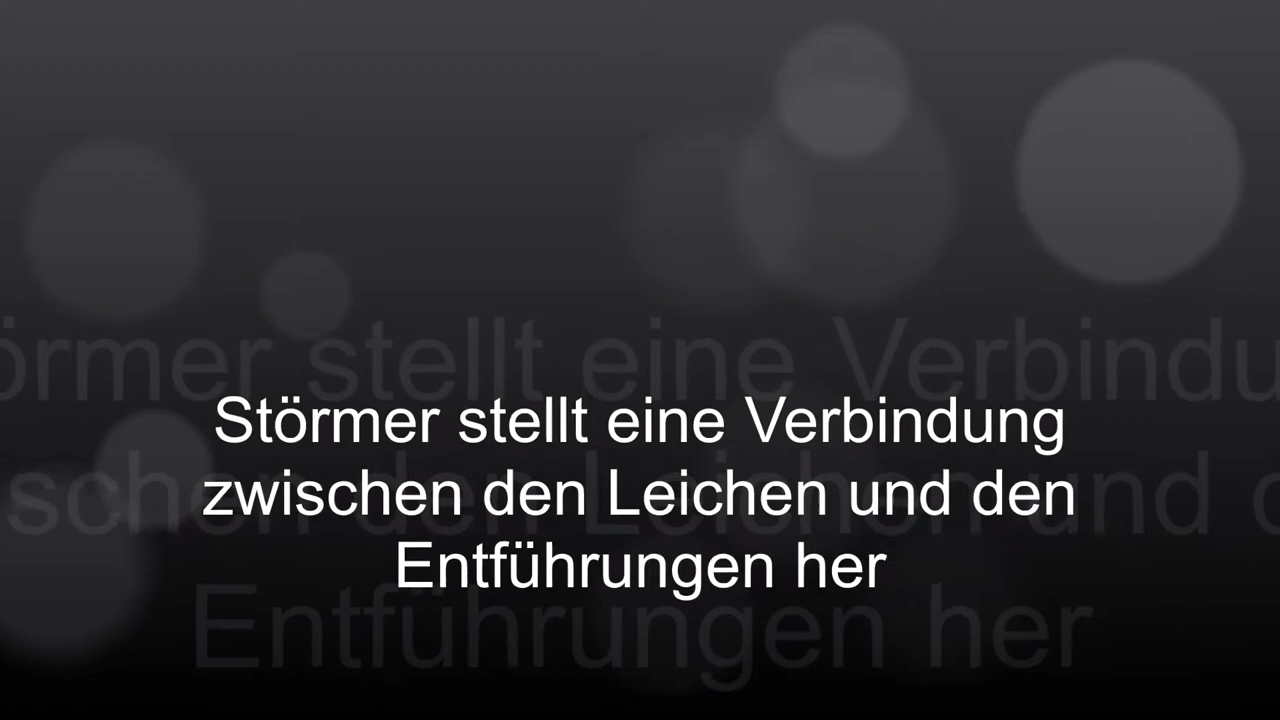 Störmer stellt eine Verbindung
zwischen den Leichen und den
Entführungen her